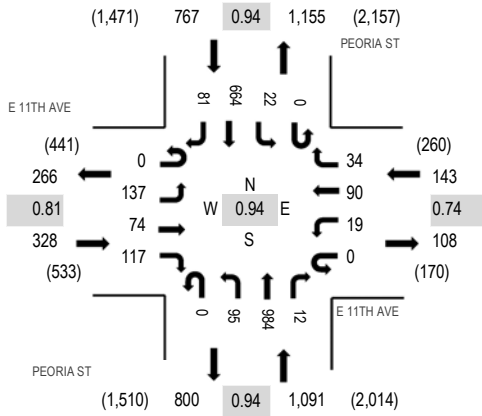 (1,471) 767 0.94 1,155 (2,157)
PEORIA ST
E 11TH AVE
81 664 22 0
(441) (260)
0 34
266 143
137 90
N
0.81 W 0.94 E 0.74
74 19
S
328 108
117 0
(533) (170)
0 95 984 12
E 11TH AVE
PEORIA ST
(1,510) 800 0.94 1,091 (2,014)